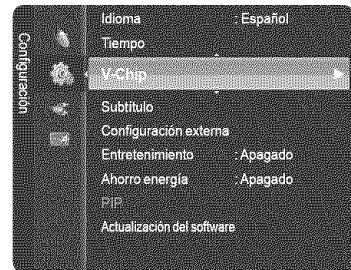 Configuración
Idioma : Español
Tiempo
V-Chip
Subtítulo
Configuración externa
Entretenimiento : Apagado
Ahorro energía : Apagado
PIP
Actualización del software